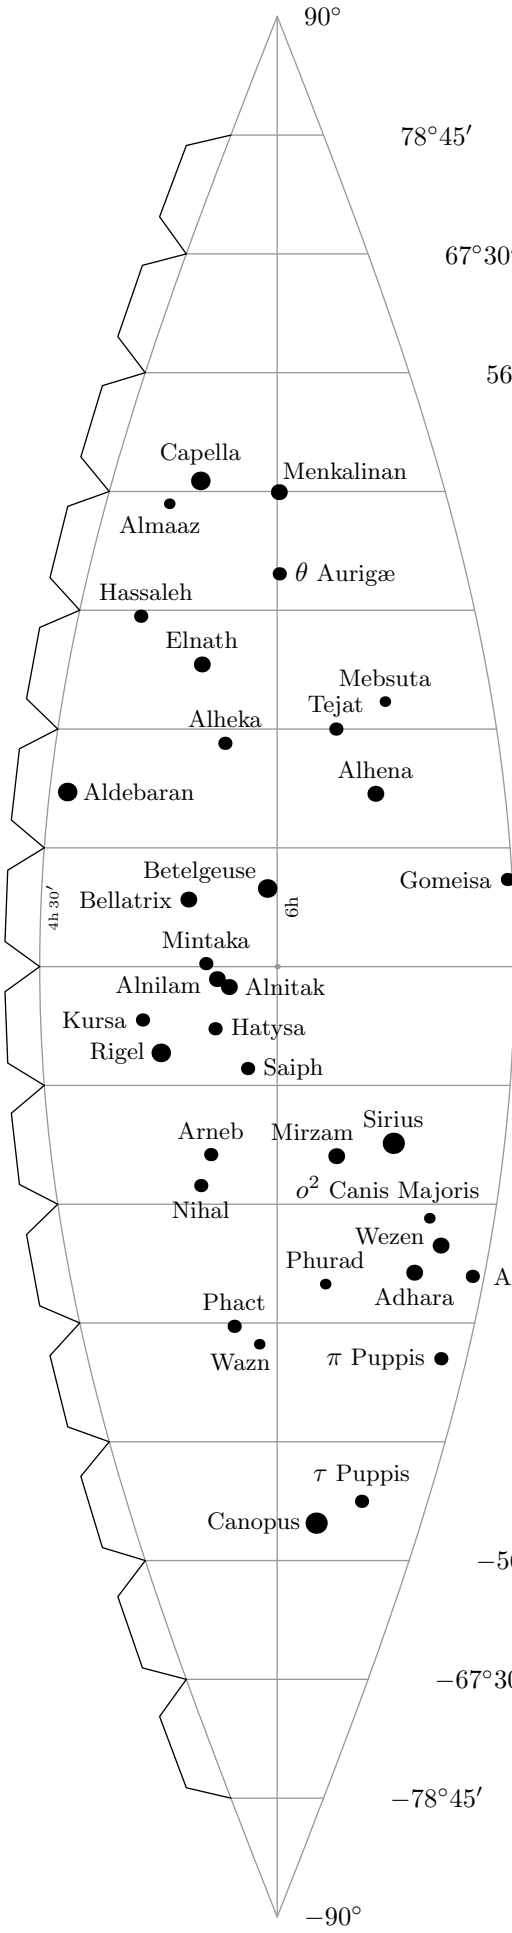 90°
78°45′
67°30′
56
Capella
Menkalinan
Almaaz
θ Aurigæ
Hassaleh
Elnath
Mebsuta
Tejat
Alheka
Alhena
Aldebaran
Betelgeuse
Gomeisa
Bellatrix
4h 30′
6h
Mintaka
Alnilam
Alnitak
Kursa
Hatysa
Rigel
Saiph
Sirius
Arneb
Mirzam
ο² Canis Majoris
Nihal
Wezen
Phurad
A
Adhara
Phact
Wazn
π Puppis
τ Puppis
Canopus
−56
−67°30
−78°45′
−90°